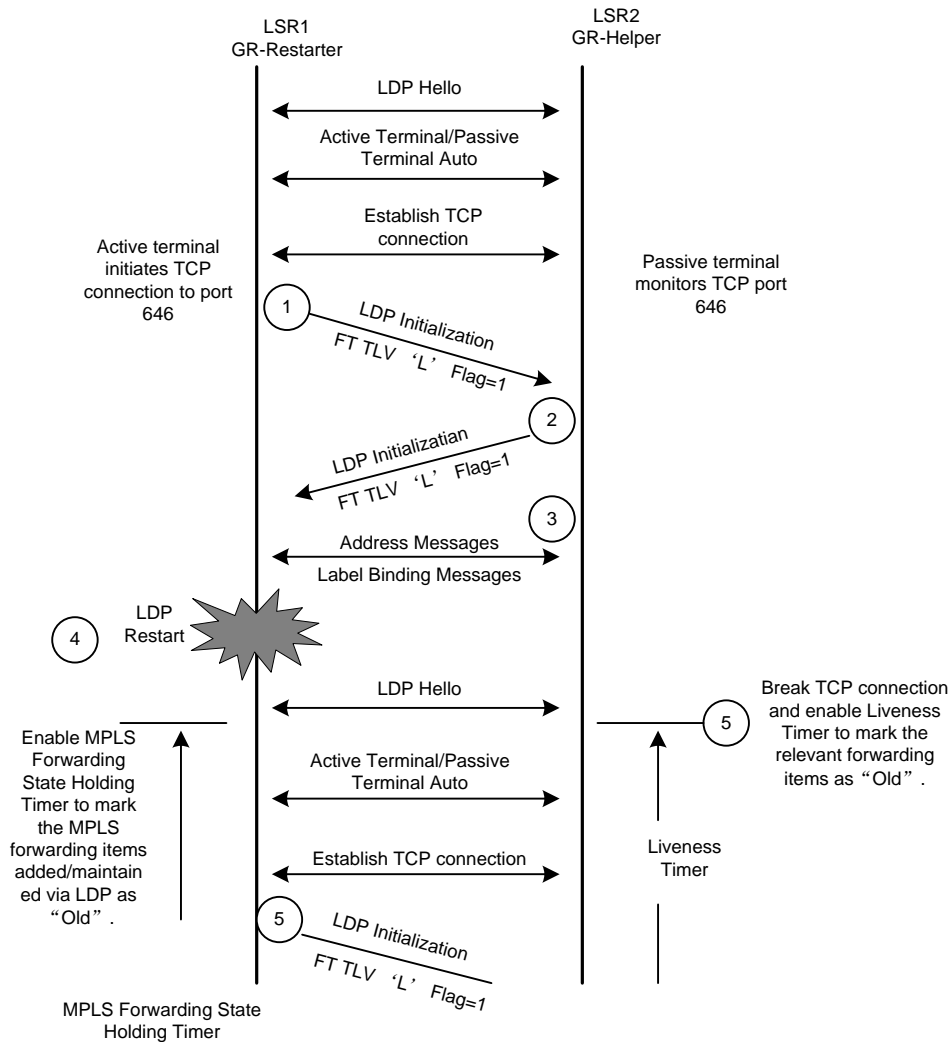 LSR1
GR-Restarter
LSR2
GR-Helper
LDP Hello
Active Terminal/Passive
Terminal Auto
Establish TCP
connection
Active terminal
initiates TCP
connection to port
646
Passive terminal
monitors TCP port
646
1
LDP Initialization
FT TLV ‘L’ Flag=1
2
LDP Initializatian
FT TLV ‘L’ Flag=1
3
Address Messages
Label Binding Messages
4
LDP
Restart
LDP Hello
5
Break TCP connection
and enable Liveness
Timer to mark the
relevant forwarding
items as “Old”.
Enable MPLS
Forwarding
State Holding
Timer to mark
the MPLS
forwarding items
added/maintain
ed via LDP as
“Old”.
Active Terminal/Passive
Terminal Auto
Establish TCP connection
Liveness
Timer
5
LDP Initialization
FT TLV ‘L’ Flag=1
MPLS Forwarding State
Holding Timer